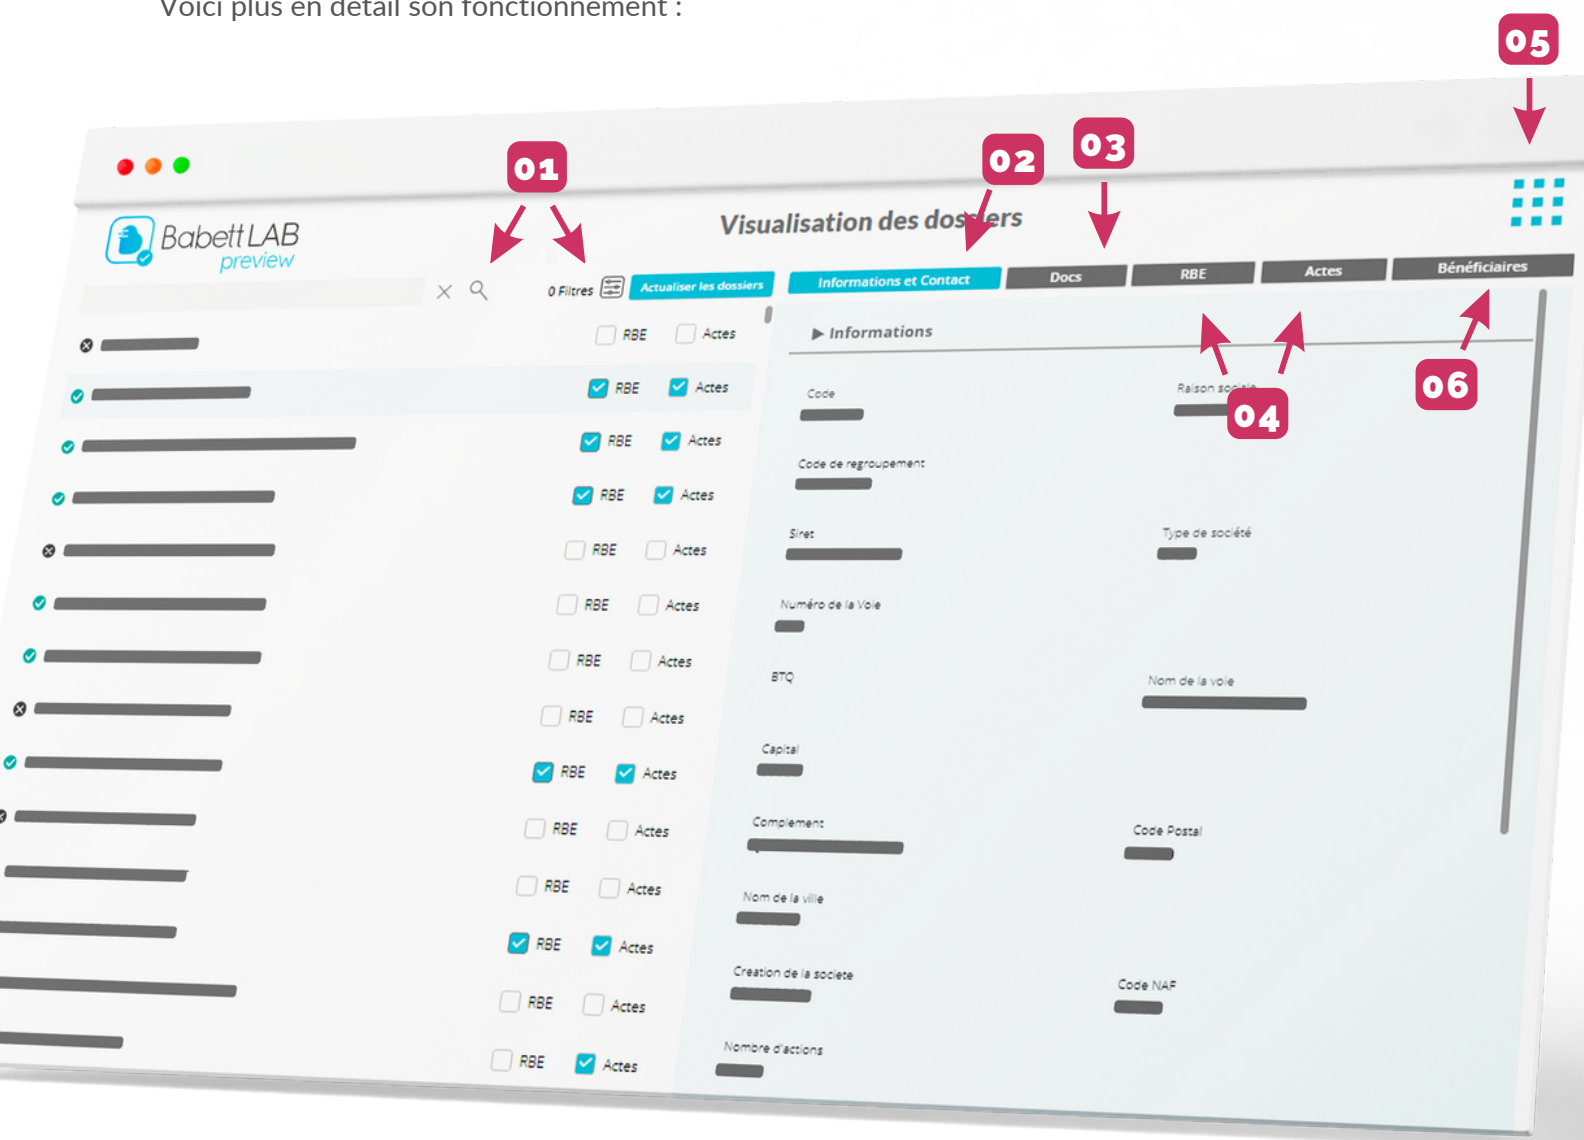 Voici plus en détail son fonctionnement :
05
01
02
03
BabettLAB
preview
Visualisation des dossiers
0 Filtres
Actualiser les dossiers
Informations et Contact
Docs
RBE
Actes
Bénéficiaires
RBE Actes
RBE Actes
RBE Actes
RBE Actes
RBE Actes
RBE Actes
RBE Actes
RBE Actes
RBE Actes
RBE Actes
RBE Actes
RBE Actes
RBE Actes
RBE Actes
▶ Informations
04
06
Code
Raison sociale
Code de regroupement
Siret
Type de société
Numéro de la Voie
BTQ
Nom de la voie
Capital
Complement
Code Postal
Nom de la ville
Creation de la societe
Code NAF
Nombre d'actions